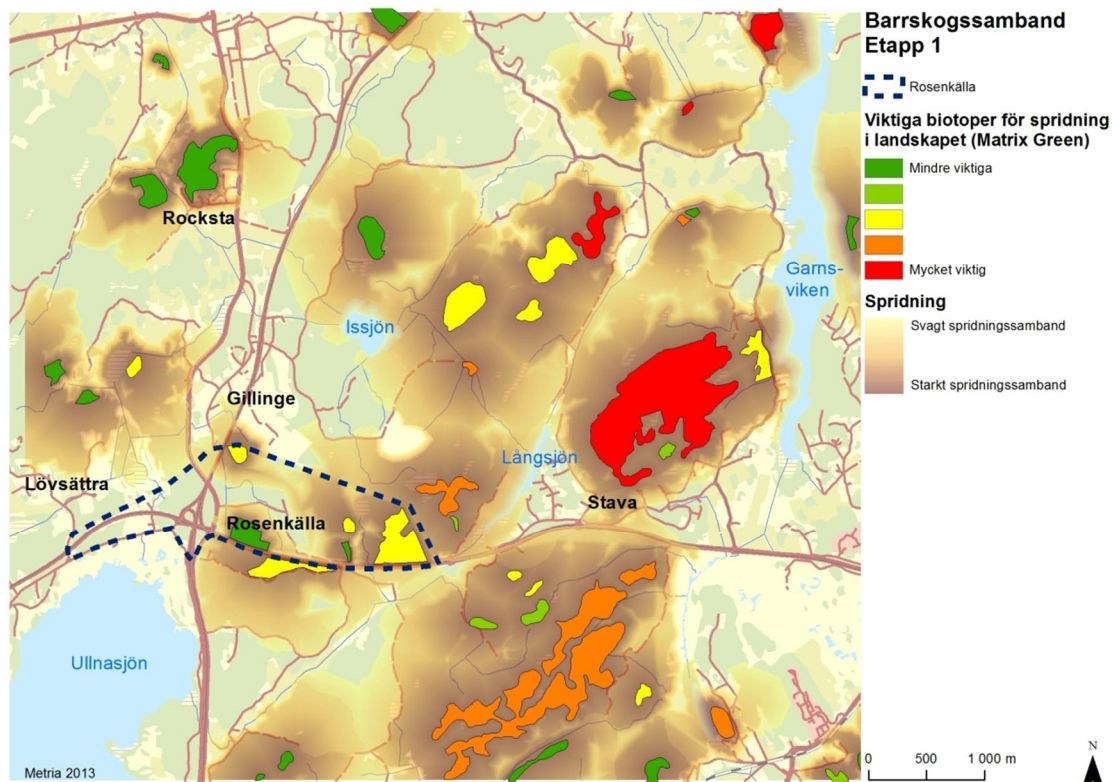 Barrskogssamband
Etapp 1
Rosenkälla
Viktiga biotoper för spridning
i landskapet (Matrix Green)
Mindre viktiga
Mycket viktig
Spridning
Svagt spridningssamband
Starkt spridningssamband
Rocksta
Garns-
viken
Issjön
Gillinge
Långsjön
Lövsättra
Stava
Rosenkälla
Ullnasjön
Metria 2013
0 500 1 000 m
N